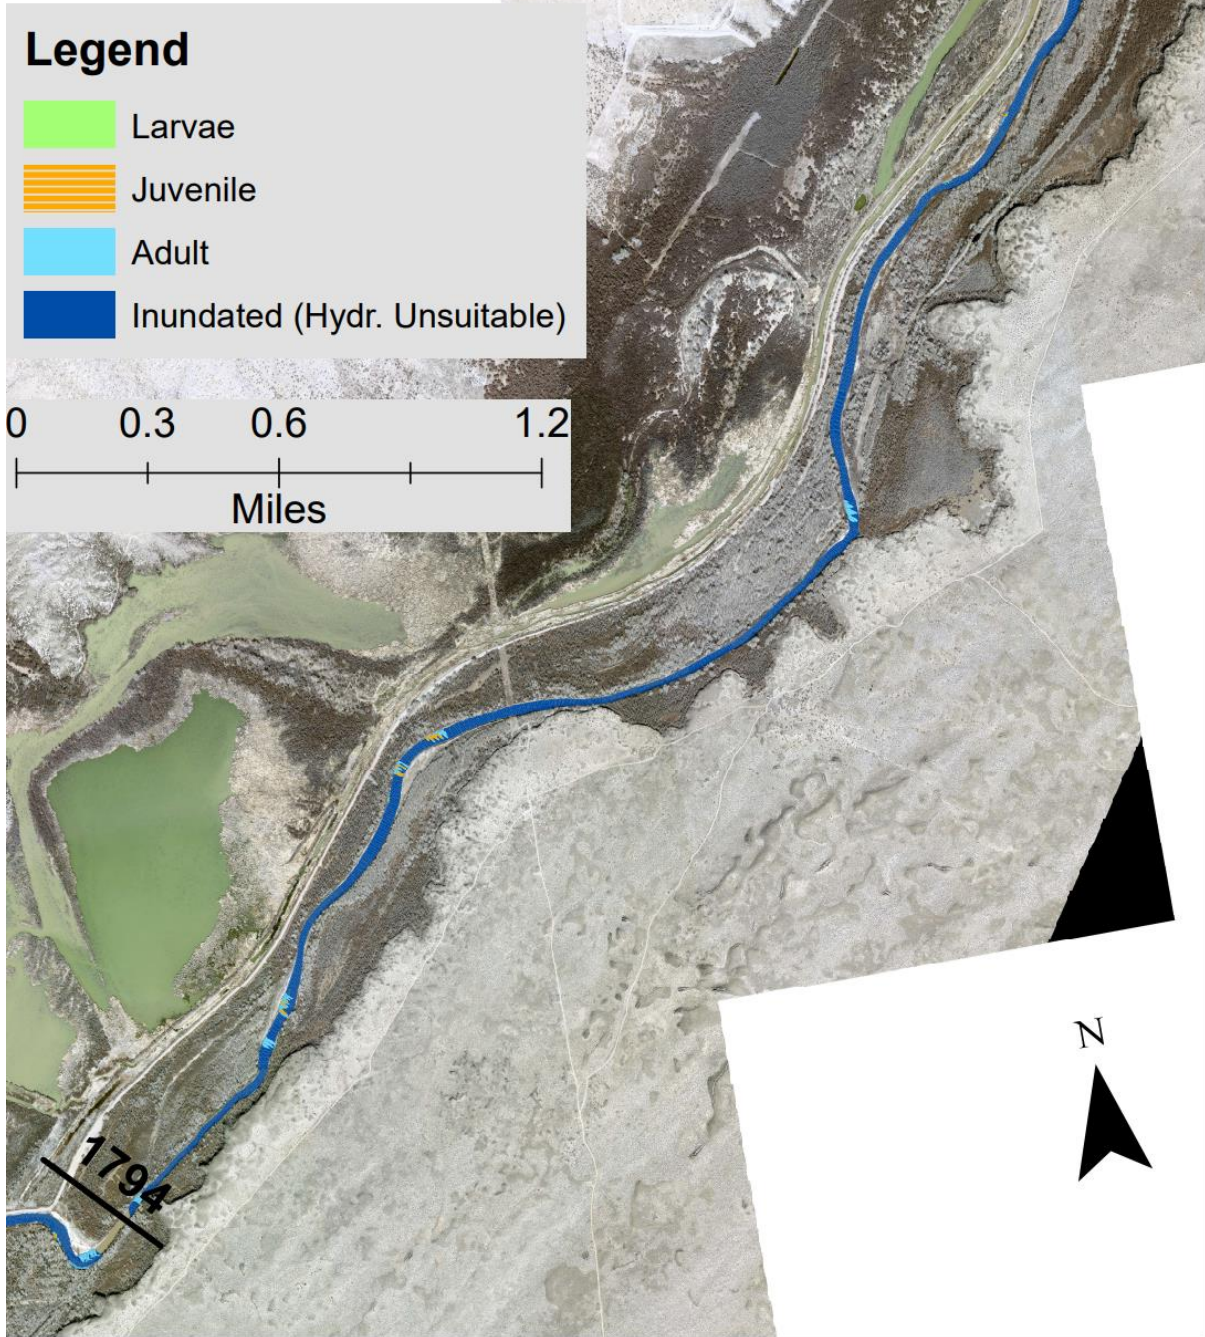 Legend
Larvae
Juvenile
Adult
Inundated (Hydr. Unsuitable)
0 0.3 0.6 1.2
Miles
N
1794